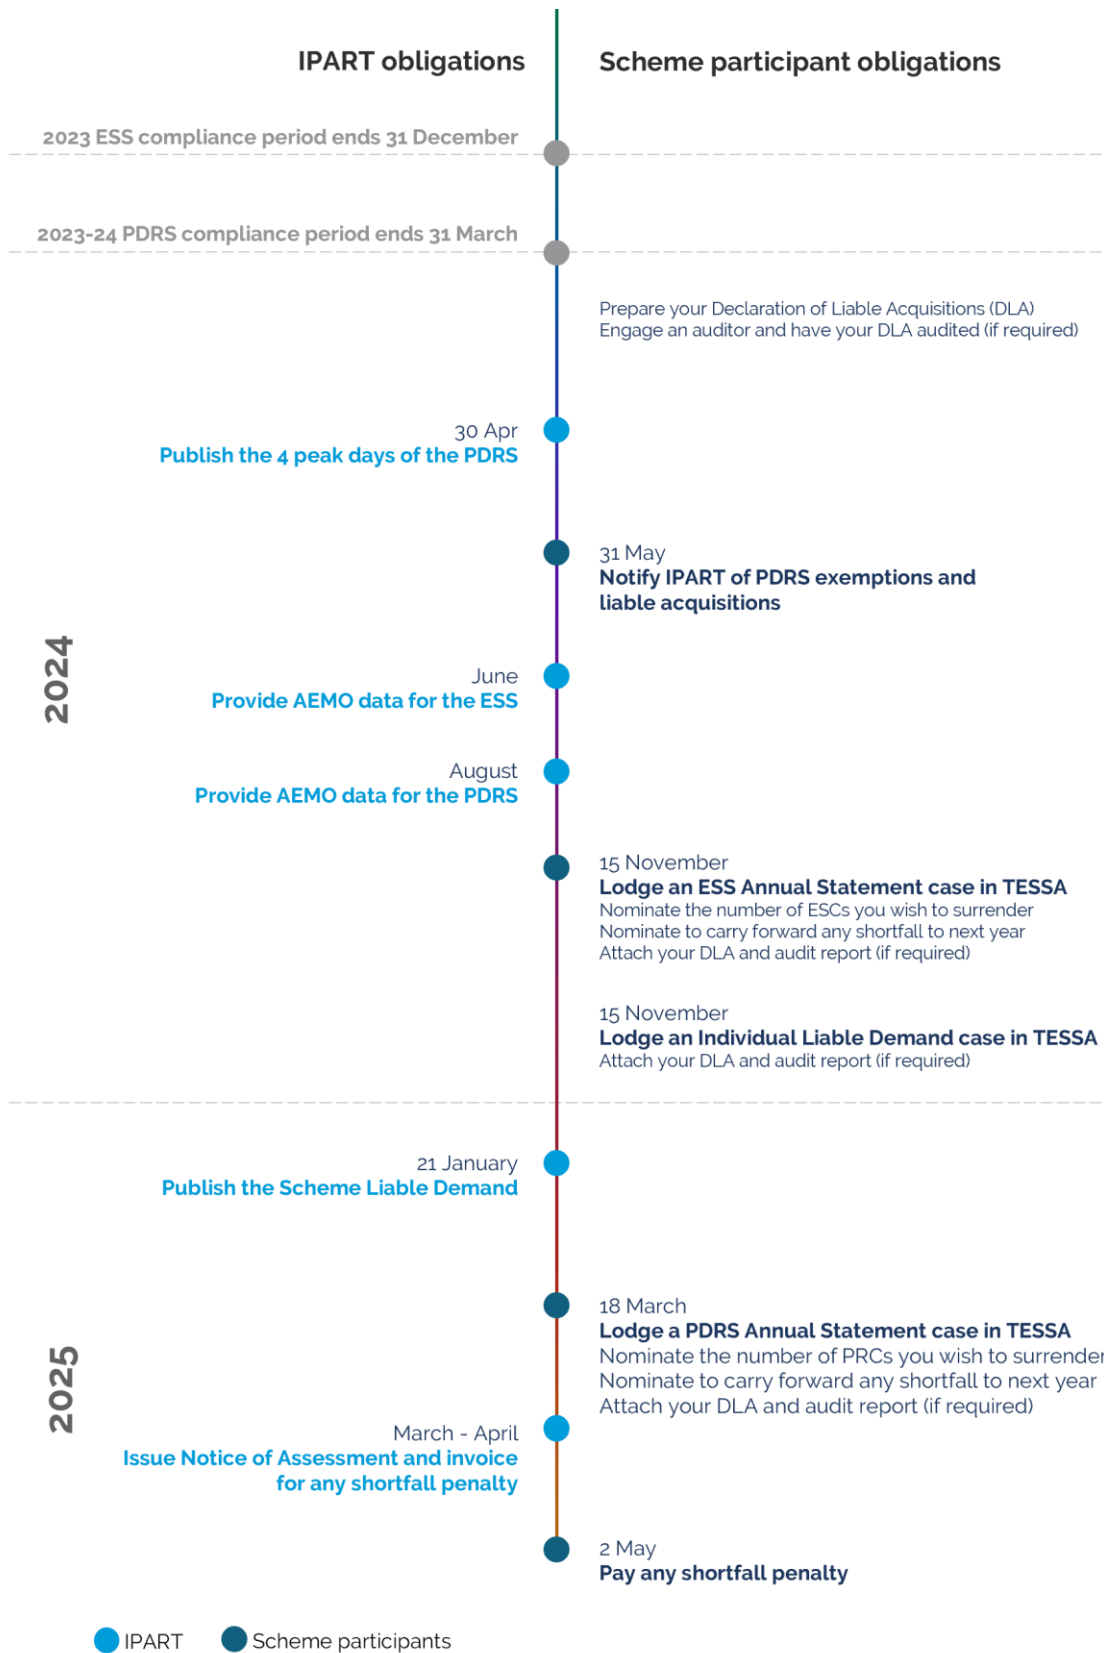 IPART obligations
Scheme participant obligations
2023 ESS compliance period ends 31 December
2023-24 PDRS compliance period ends 31 March
Prepare your Declaration of Liable Acquisitions (DLA)
Engage an auditor and have your DLA audited (if required)
30 Apr
Publish the 4 peak days of the PDRS
31 May
Notify IPART of PDRS exemptions and
liable acquisitions
2024
June
Provide AEMO data for the ESS
August
Provide AEMO data for the PDRS
15 November
Lodge an ESS Annual Statement case in TESSA
Nominate the number of ESCs you wish to surrender
Nominate to carry forward any shortfall to next year
Attach your DLA and audit report (if required)
15 November
Lodge an Individual Liable Demand case in TESSA
Attach your DLA and audit report (if required)
21 January
Publish the Scheme Liable Demand
18 March
Lodge a PDRS Annual Statement case in TESSA
Nominate the number of PRCs you wish to surrender
Nominate to carry forward any shortfall to next year
Attach your DLA and audit report (if required)
2025
March - April
Issue Notice of Assessment and invoice
for any shortfall penalty
2 May
Pay any shortfall penalty
IPART
Scheme participants